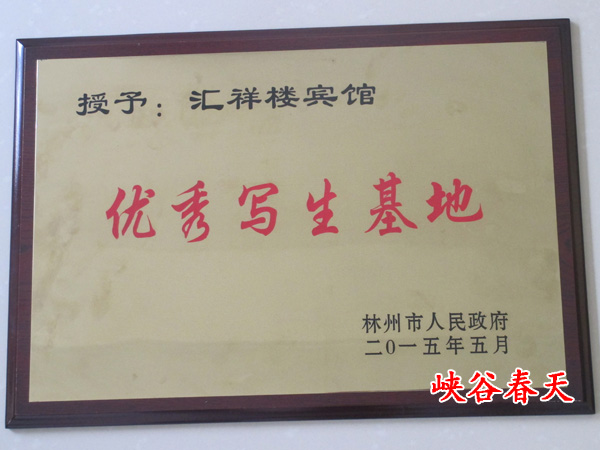 授予：汇祥楼宾馆
优秀写生基地
林州市人民政府
二〇一五年五月
峡谷春天